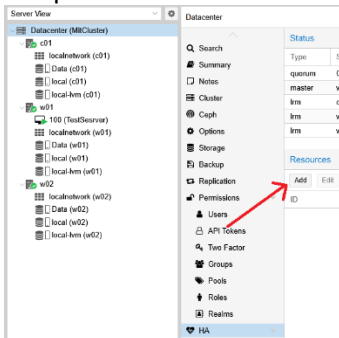 Server View
Datacenter (MitCluster)
c01
localnetwork (c01)
Data (c01)
local (c01)
local-lvm (c01)
w01
100 (TestSesrver)
localnetwork (w01)
Data (w01)
local (w01)
local-lvm (w01)
w02
localnetwork (w02)
Data (w02)
local (w02)
local-lvm (w02)
Datacenter
Search
Summary
Notes
Cluster
Ceph
Options
Storage
Backup
Replication
Permissions
Users
API Tokens
Two Factor
Groups
Pools
Roles
Realms
HA
Status
Type
quorum
master
lrm
lrm
lrm
Resources
Add Edit
ID